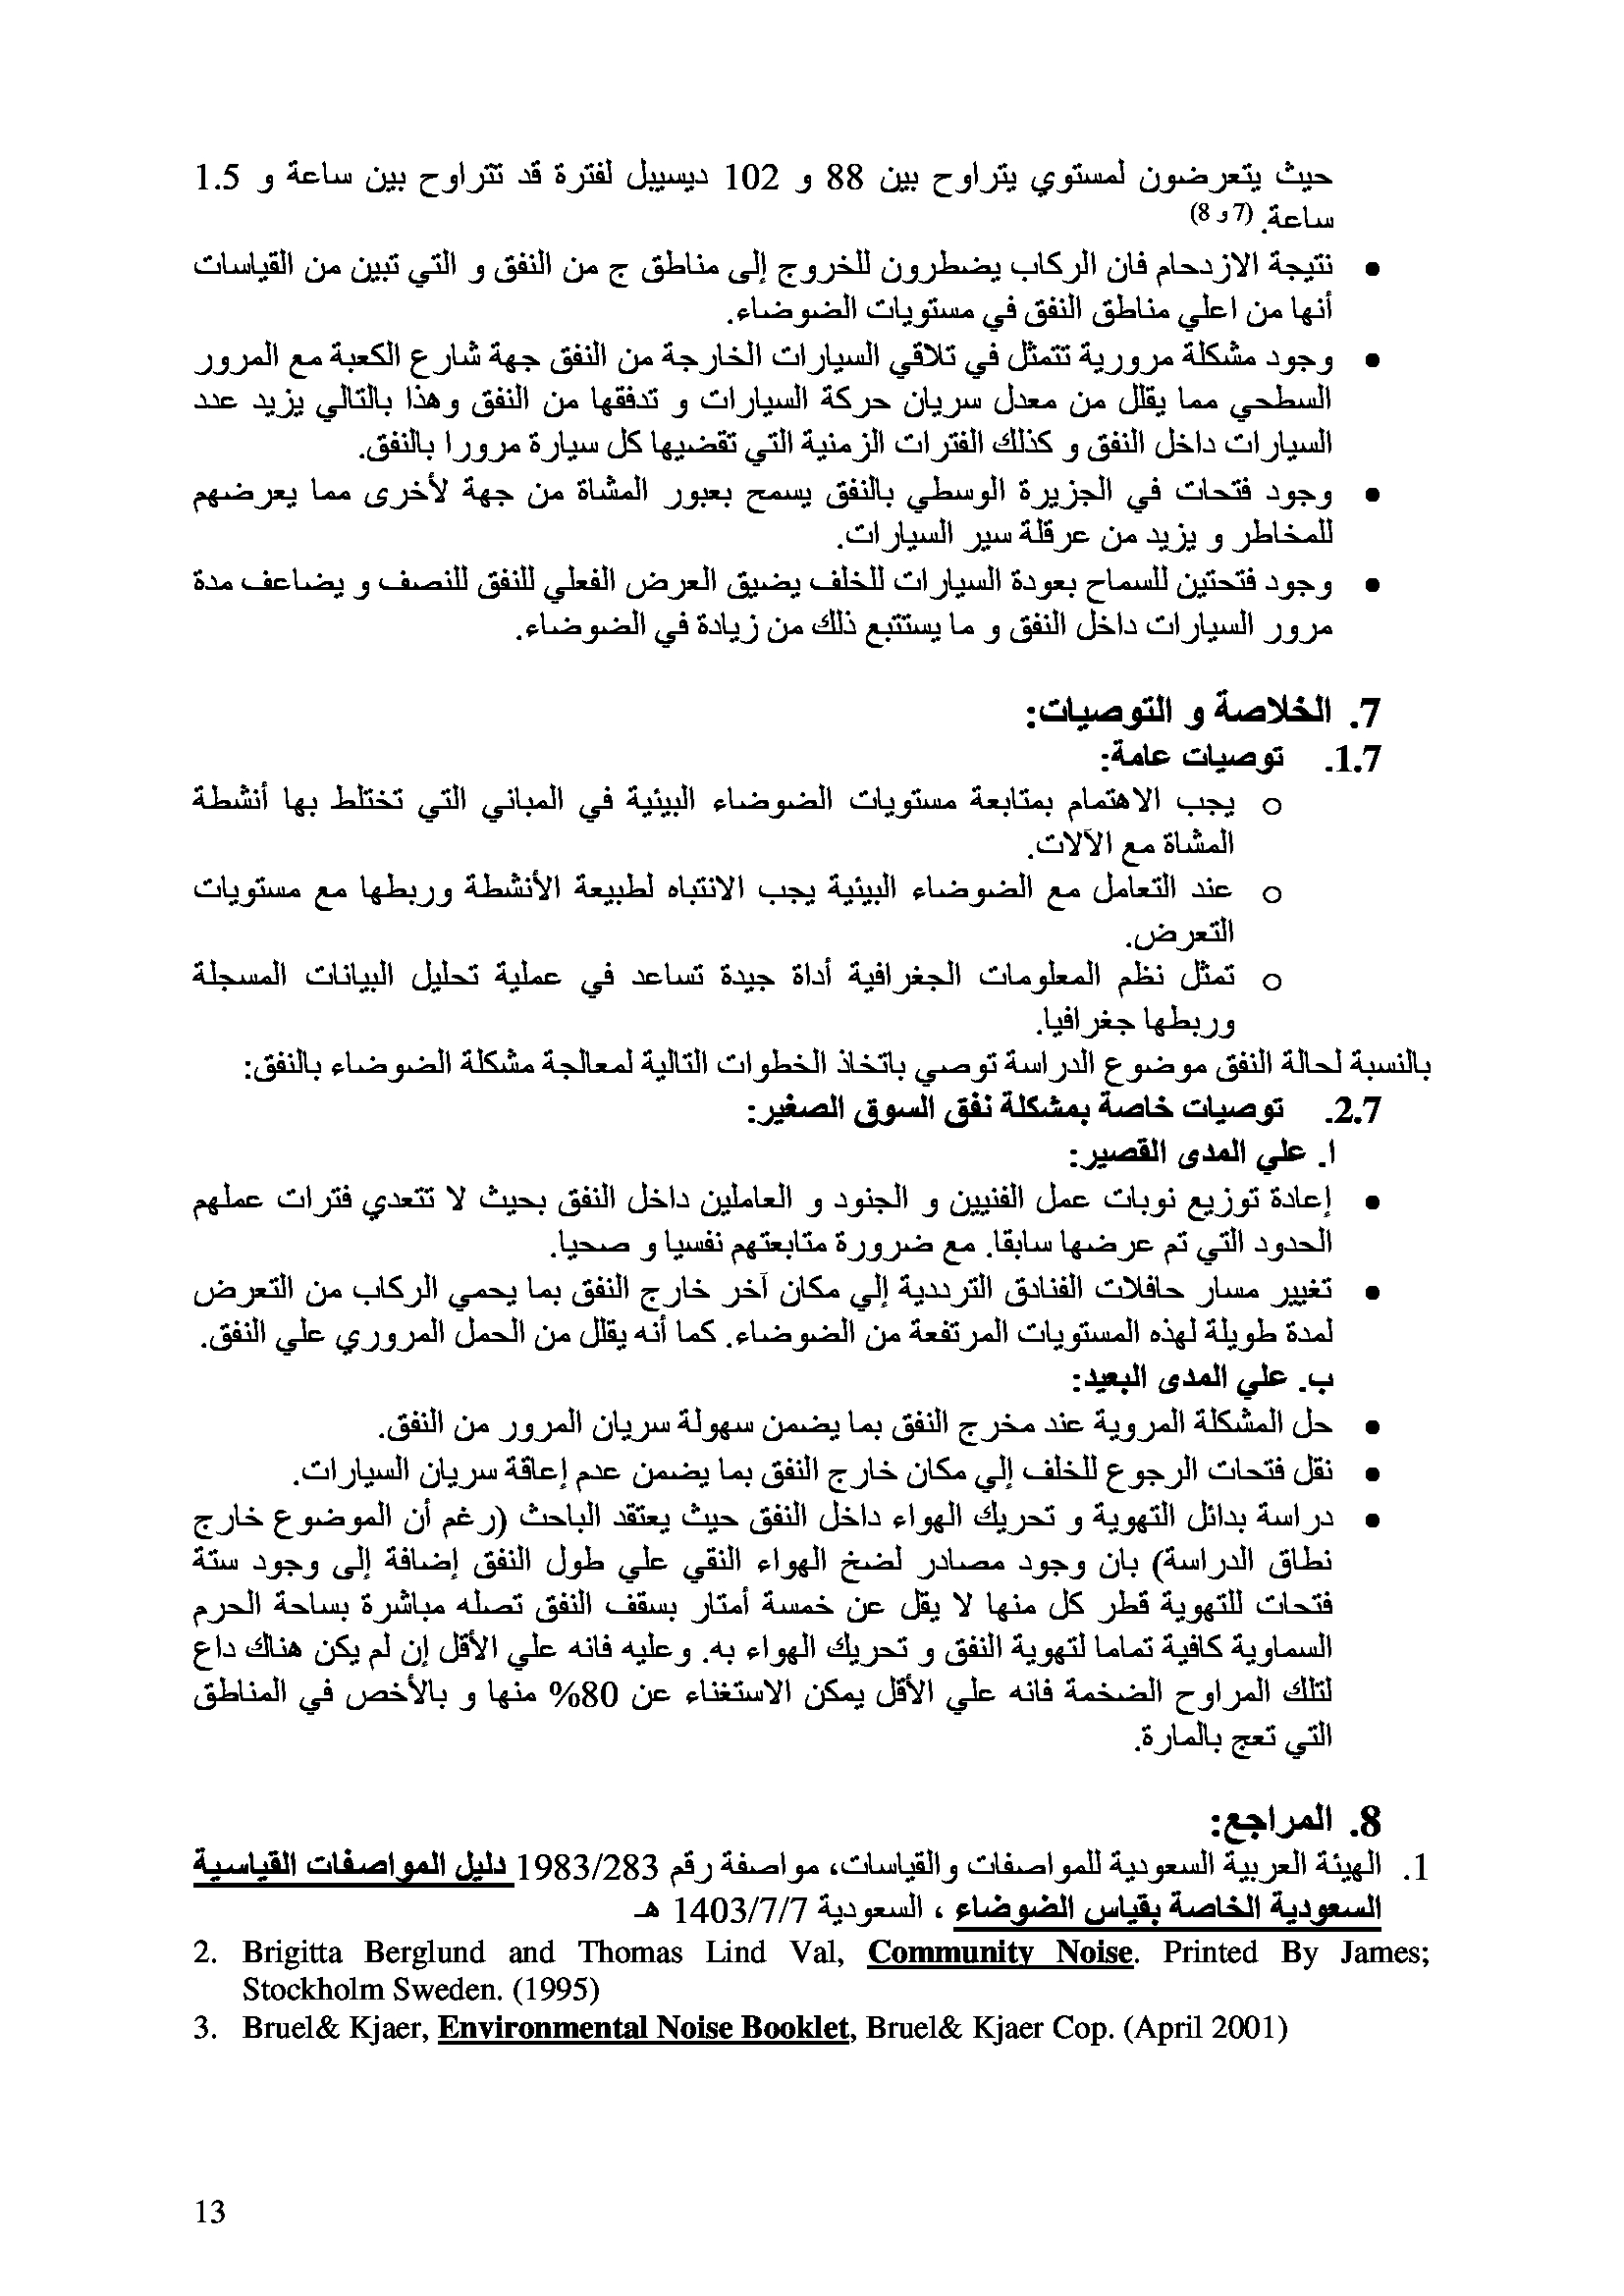 حيث يتعرضون لمستوي يتراوح بين 88 و 102 ديسيبل لفترة قد تتراوح بين ساعة و 1.5
ساعة. (7 و 8)
• نتيجة الازدحام فان الركاب يضطرون للخروج إلى مناطق ج من النفق و التي تبين من القياسات
أنها من اعلي مناطق النفق في مستويات الضوضاء.
• وجود مشكلة مرورية تتمثل في تلاقي السيارات الخارجة من النفق جهة شارع الكعبة مع المرور
السطحي مما يقلل من معدل سريان حركة السيارات و تدفقها من النفق وهذا بالتالي يزيد عدد
السيارات داخل النفق و كذلك الفترات الزمنية التي تقضيها كل سيارة مرورا بالنفق.
• وجود فتحات في الجزيرة الوسطي بالنفق يسمح بعبور المشاة من جهة لأخرى مما يعرضهم
للمخاطر و يزيد من عرقلة سير السيارات.
• وجود فتحتين للسماح بعودة السيارات للخلف يضيق العرض الفعلي للنفق للنصف و يضاعف مدة
مرور السيارات داخل النفق و ما يستتبع ذلك من زيادة في الضوضاء.
7. الخلاصة و التوصيات:
1.7. توصيات عامة:
o يجب الاهتمام بمتابعة مستويات الضوضاء البيئية في المباني التي تختلط بها أنشطة
المشاة مع الآلات.
o عند التعامل مع الضوضاء البيئية يجب الانتباه لطبيعة الأنشطة وربطها مع مستويات
التعرض.
o تمثل نظم المعلومات الجغرافية أداة جيدة تساعد في عملية تحليل البيانات المسجلة
وربطها جغرافيا.
بالنسبة لحالة النفق موضوع الدراسة توصي باتخاذ الخطوات التالية لمعالجة مشكلة الضوضاء بالنفق:
2.7. توصيات خاصة بمشكلة نفق السوق الصغير:
ا. علي المدى القصير:
• إعادة توزيع نوبات عمل الفنيين و الجنود و العاملين داخل النفق بحيث لا تتعدي فترات عملهم
الحدود التي تم عرضها سابقا. مع ضرورة متابعتهم نفسيا و صحيا.
• تغيير مسار حافلات الفنادق الترددية إلي مكان آخر خارج النفق بما يحمي الركاب من التعرض
لمدة طويلة لهذه المستويات المرتفعة من الضوضاء. كما أنه يقلل من الحمل المروري علي النفق.
ب. علي المدى البعيد:
• حل المشكلة المروية عند مخرج النفق بما يضمن سهولة سريان المرور من النفق.
• نقل فتحات الرجوع للخلف إلي مكان خارج النفق بما يضمن عدم إعاقة سريان السيارات.
• دراسة بدائل التهوية و تحريك الهواء داخل النفق حيث يعتقد الباحث (رغم أن الموضوع خارج
نطاق الدراسة) بان وجود مصادر لضخ الهواء النقي علي طول النفق إضافة إلى وجود ستة
فتحات للتهوية قطر كل منها لا يقل عن خمسة أمتار بسقف النفق تصله مباشرة بساحة الحرم
السماوية كافية تماما لتهوية النفق و تحريك الهواء به. وعليه فانه علي الأقل إن لم يكن هناك داع
لتلك المراوح الضخمة فانه علي الأقل يمكن الاستغناء عن 80% منها و بالأخص في المناطق
التي تعج بالمارة.
8. المراجع:
1. الهيئة العربية السعودية للمواصفات والقياسات، مواصفة رقم 1983/283 دليل المواصفات القياسية
السعودية الخاصة بقياس الضوضاء ، السعودية 1403/7/7 هـ
2. Brigitta Berglund and Thomas Lind Val, Community Noise. Printed By James;
Stockholm Sweden. (1995)
3. Bruel& Kjaer, Environmental Noise Booklet, Bruel& Kjaer Cop. (April 2001)
13